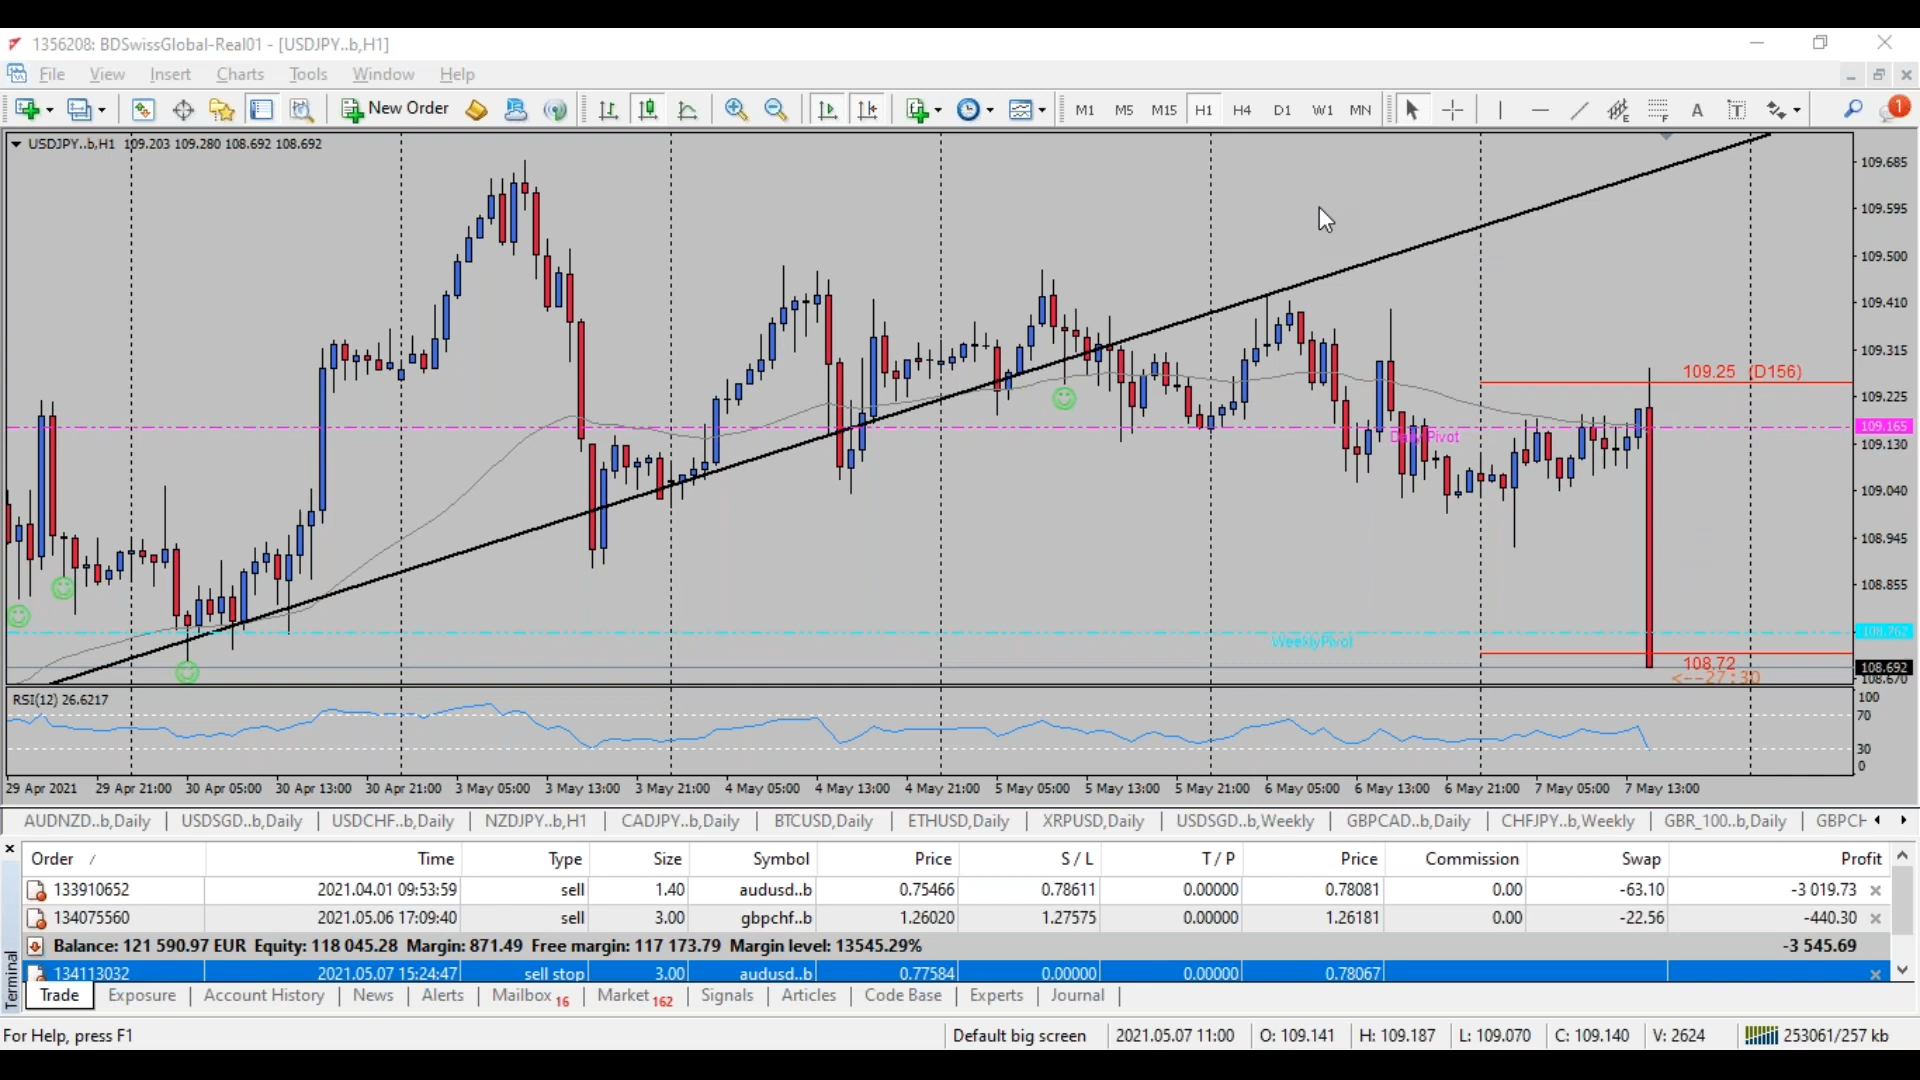 1356208: BDSwissGlobal-Real01 - [USDJPY..b,H1]
File View Insert Charts Tools Window Help
New Order M1 M5 M15 H1 H4 D1 W1 MN E F A T 1
USDJPY..b,H1 109.203 109.280 108.692 108.692
109.685
109.595
109.500
109.410
109.315
109.25 (D156)
109.225
109.165
Daily Pivot
109.130
109.040
108.945
108.855
108.762
WeeklyPivot
108.72
108.692
108.670
<--27:30
RSI(12) 26.6217
100
70
30
0
29 Apr 2021 29 Apr 21:00 30 Apr 05:00 30 Apr 13:00 30 Apr 21:00 3 May 05:00 3 May 13:00 3 May 21:00 4 May 05:00 4 May 13:00 4 May 21:00 5 May 05:00 5 May 13:00 5 May 21:00 6 May 05:00 6 May 13:00 6 May 21:00 7 May 05:00 7 May 13:00
AUDNZD..b,Daily USDSGD..b,Daily USDCHF..b,Daily NZDJPY..b,H1 CADJPY..b,Daily BTCUSD,Daily ETHUSD,Daily XRPUSD,Daily USDSGD..b,Weekly GBPCAD..b,Daily CHFJPY..b,Weekly GBR_100..b,Daily GBPCH
Order / Time Type Size Symbol Price S / L T / P Price Commission Swap Profit
133910652 2021.04.01 09:53:59 sell 1.40 audusd..b 0.75466 0.78611 0.00000 0.78081 0.00 -63.10 -3 019.73
134075560 2021.05.06 17:09:40 sell 3.00 gbpchf..b 1.26020 1.27575 0.00000 1.26181 0.00 -22.56 -440.30
Balance: 121 590.97 EUR Equity: 118 045.28 Margin: 871.49 Free margin: 117 173.79 Margin level: 13545.29% -3 545.69
134113032 2021.05.07 15:24:47 sell stop 3.00 audusd..b 0.77584 0.00000 0.00000 0.78067
Terminal
Trade Exposure Account History News Alerts Mailbox 16 Market 162 Signals Articles Code Base Experts Journal
For Help, press F1 Default big screen 2021.05.07 11:00 O: 109.141 H: 109.187 L: 109.070 C: 109.140 V: 2624 253061/257 kb